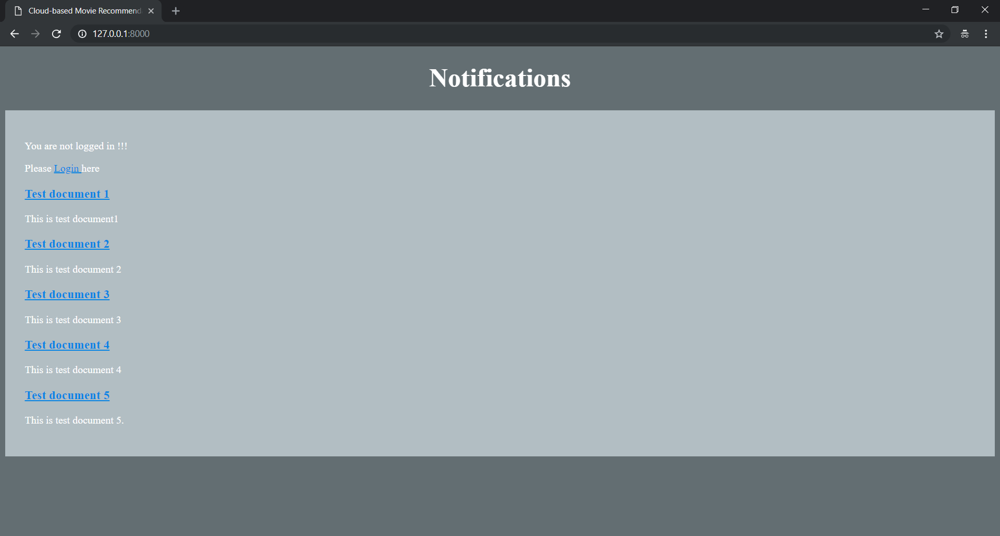 Cloud-based Movie Recommend
127.0.0.1:8000
Notifications
You are not logged in !!!
Please Login here
Test document 1
This is test document1
Test document 2
This is test document 2
Test document 3
This is test document 3
Test document 4
This is test document 4
Test document 5
This is test document 5.